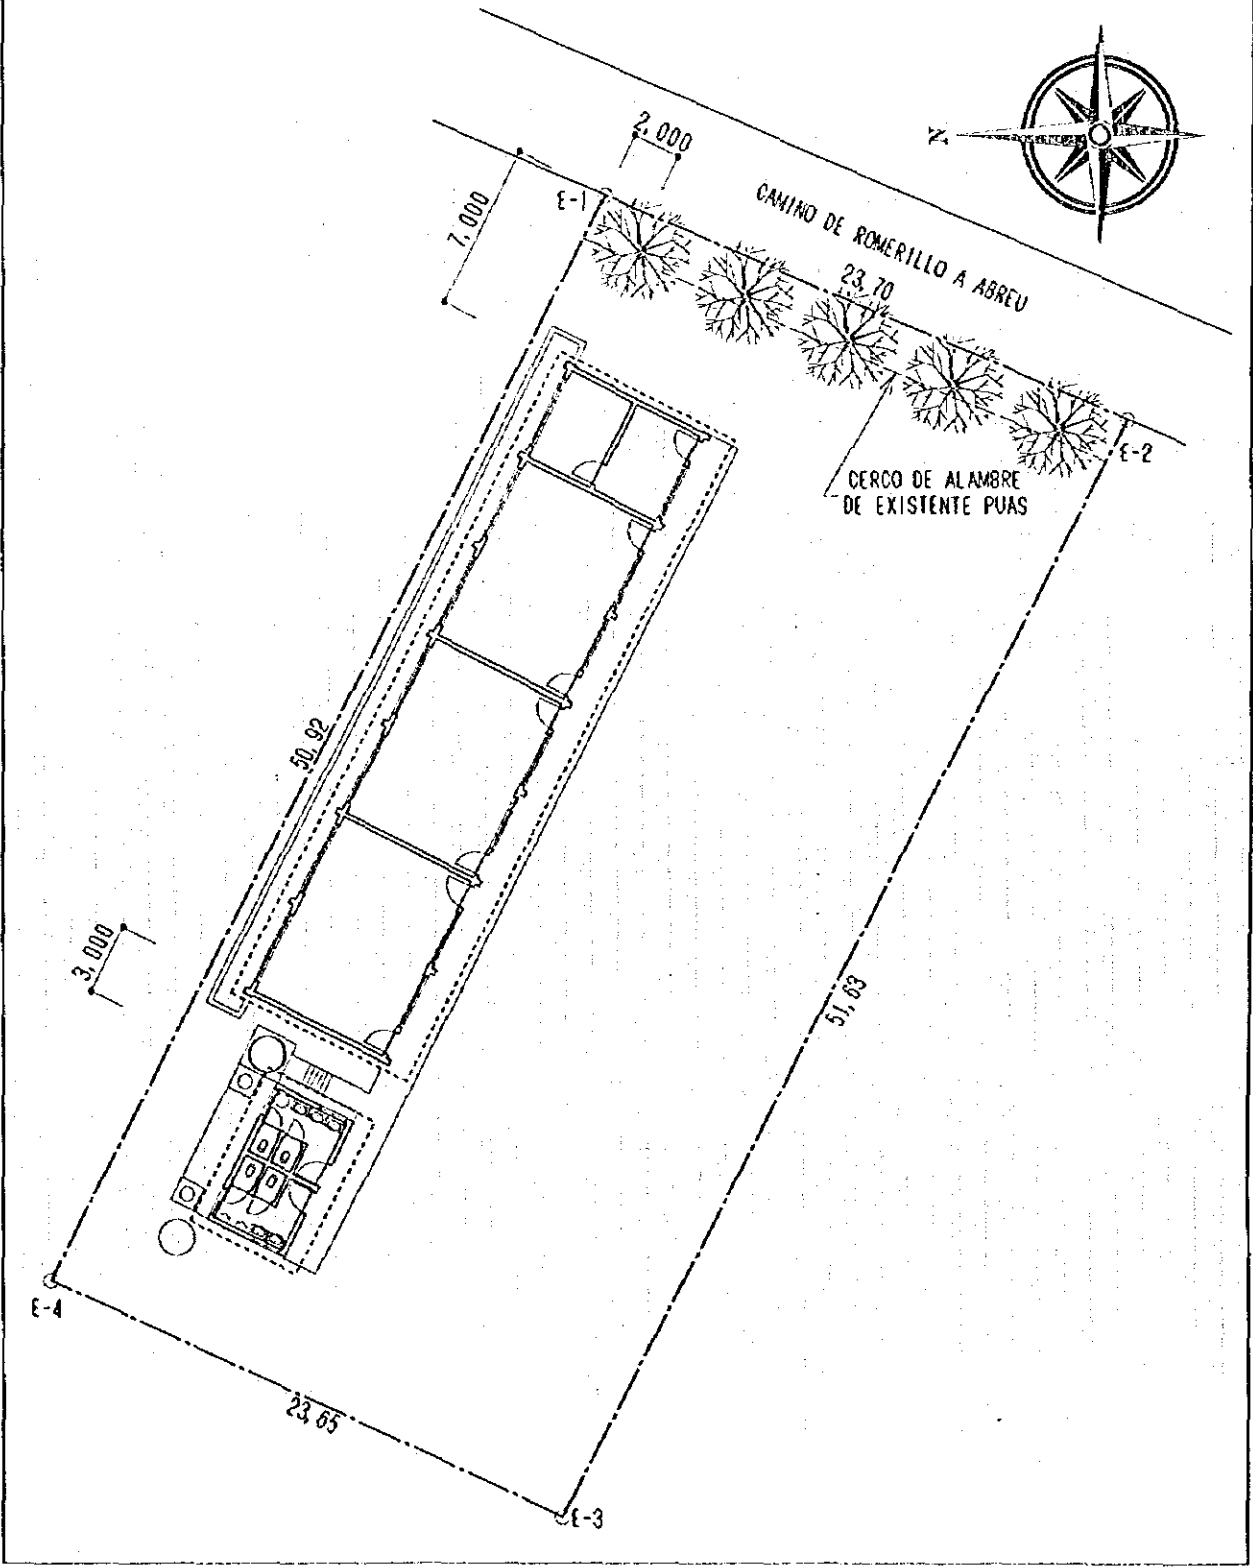 N
2,000
7,000
E-1
CAMINO DE ROMERILLO A ABREU
23,70
E-2
CERCO DE ALAMBRE
DE EXISTENTE PUAS
50,92
3,000
51,63
E-4
23,65
E-3